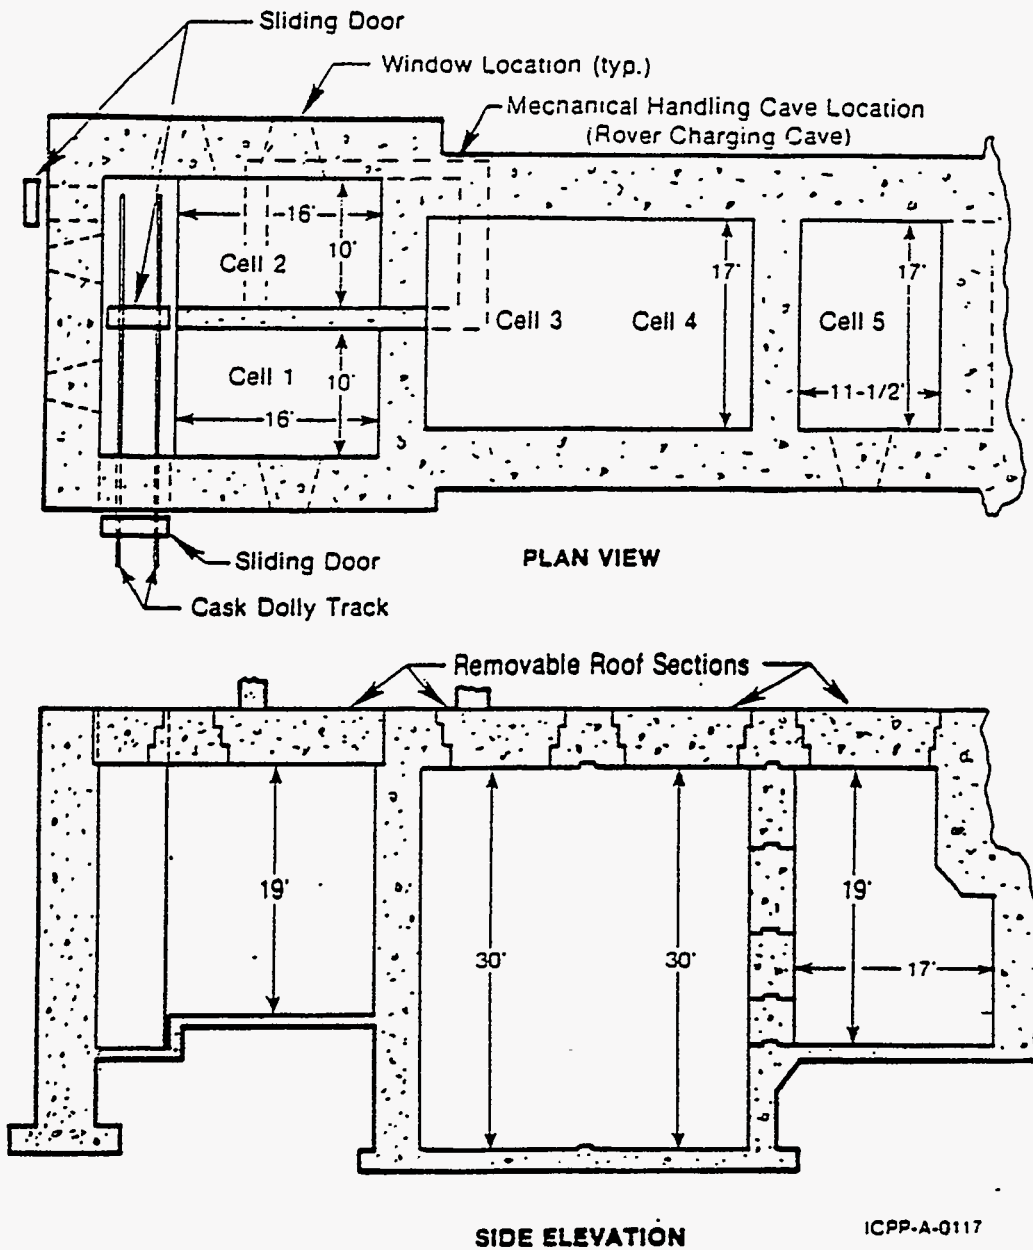 Sliding Door
Window Location (typ.)
Mechanical Handling Cave Location
(Rover Charging Cave)
16'
10'
Cell 2
17'
17'
Cell 3
Cell 4
Cell 5
Cell 1
10'
11-1/2'
16'
PLAN VIEW
Sliding Door
Cask Dolly Track
Removable Roof Sections
19'
19'
30'
30'
17'
SIDE ELEVATION
ICPP-A-0117